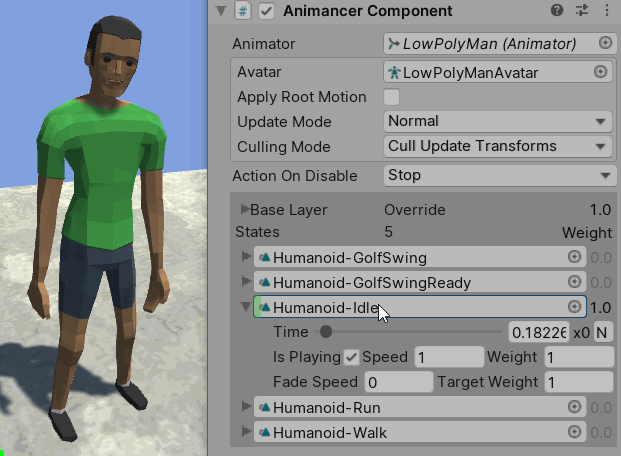 Animancer Component
Animator LowPolyMan (Animator)
Avatar LowPolyManAvatar
Apply Root Motion
Update Mode Normal
Culling Mode Cull Update Transforms
Action On Disable Stop
Base Layer Override 1.0
States 5 Weight
Humanoid-GolfSwing 0.0
Humanoid-GolfSwingReady 0.0
Humanoid-Idle 1.0
Time 0.18226 x0 N
Is Playing Speed 1 Weight 1
Fade Speed 0 Target Weight 1
Humanoid-Run 0.0
Humanoid-Walk 0.0